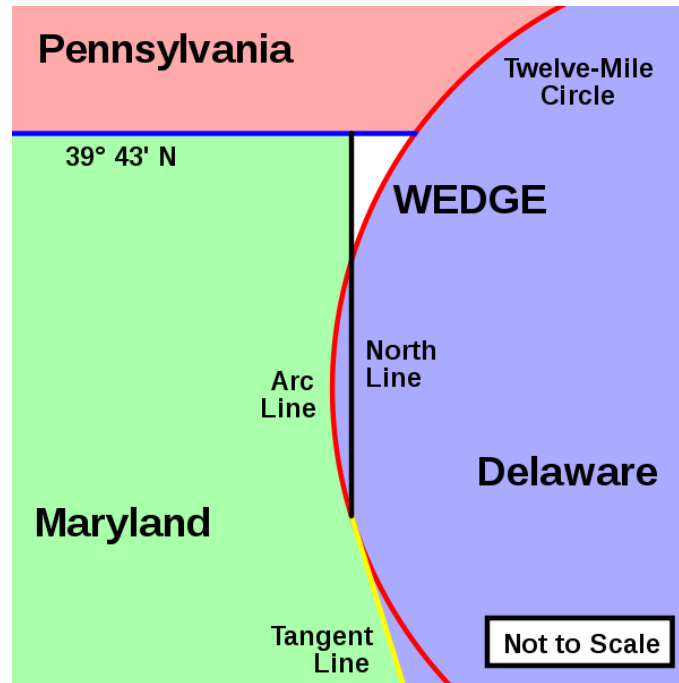 Pennsylvania
Twelve-Mile
Circle
39° 43' N
WEDGE
North
Line
Arc
Line
Delaware
Maryland
Tangent
Line
Not to Scale